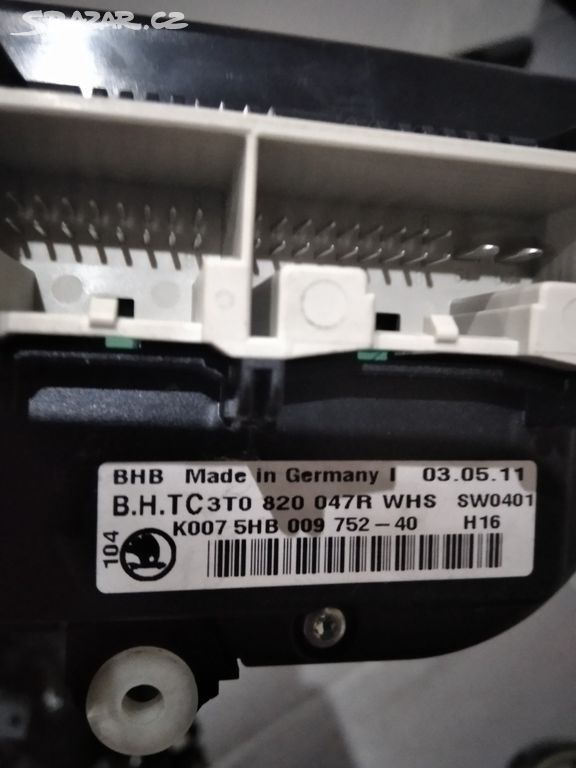 SBAZAR.CZ
BHB Made in Germany I 03.05.11
B.H.TC 3T0 820 047R WHS SW0401
K007 5HB 009 752-40 H16
104